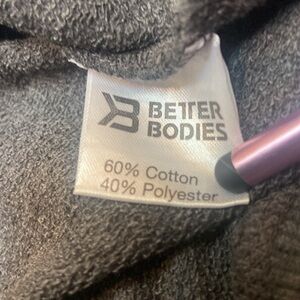 BETTER
BODIES
60% Cotton
40% Polyester